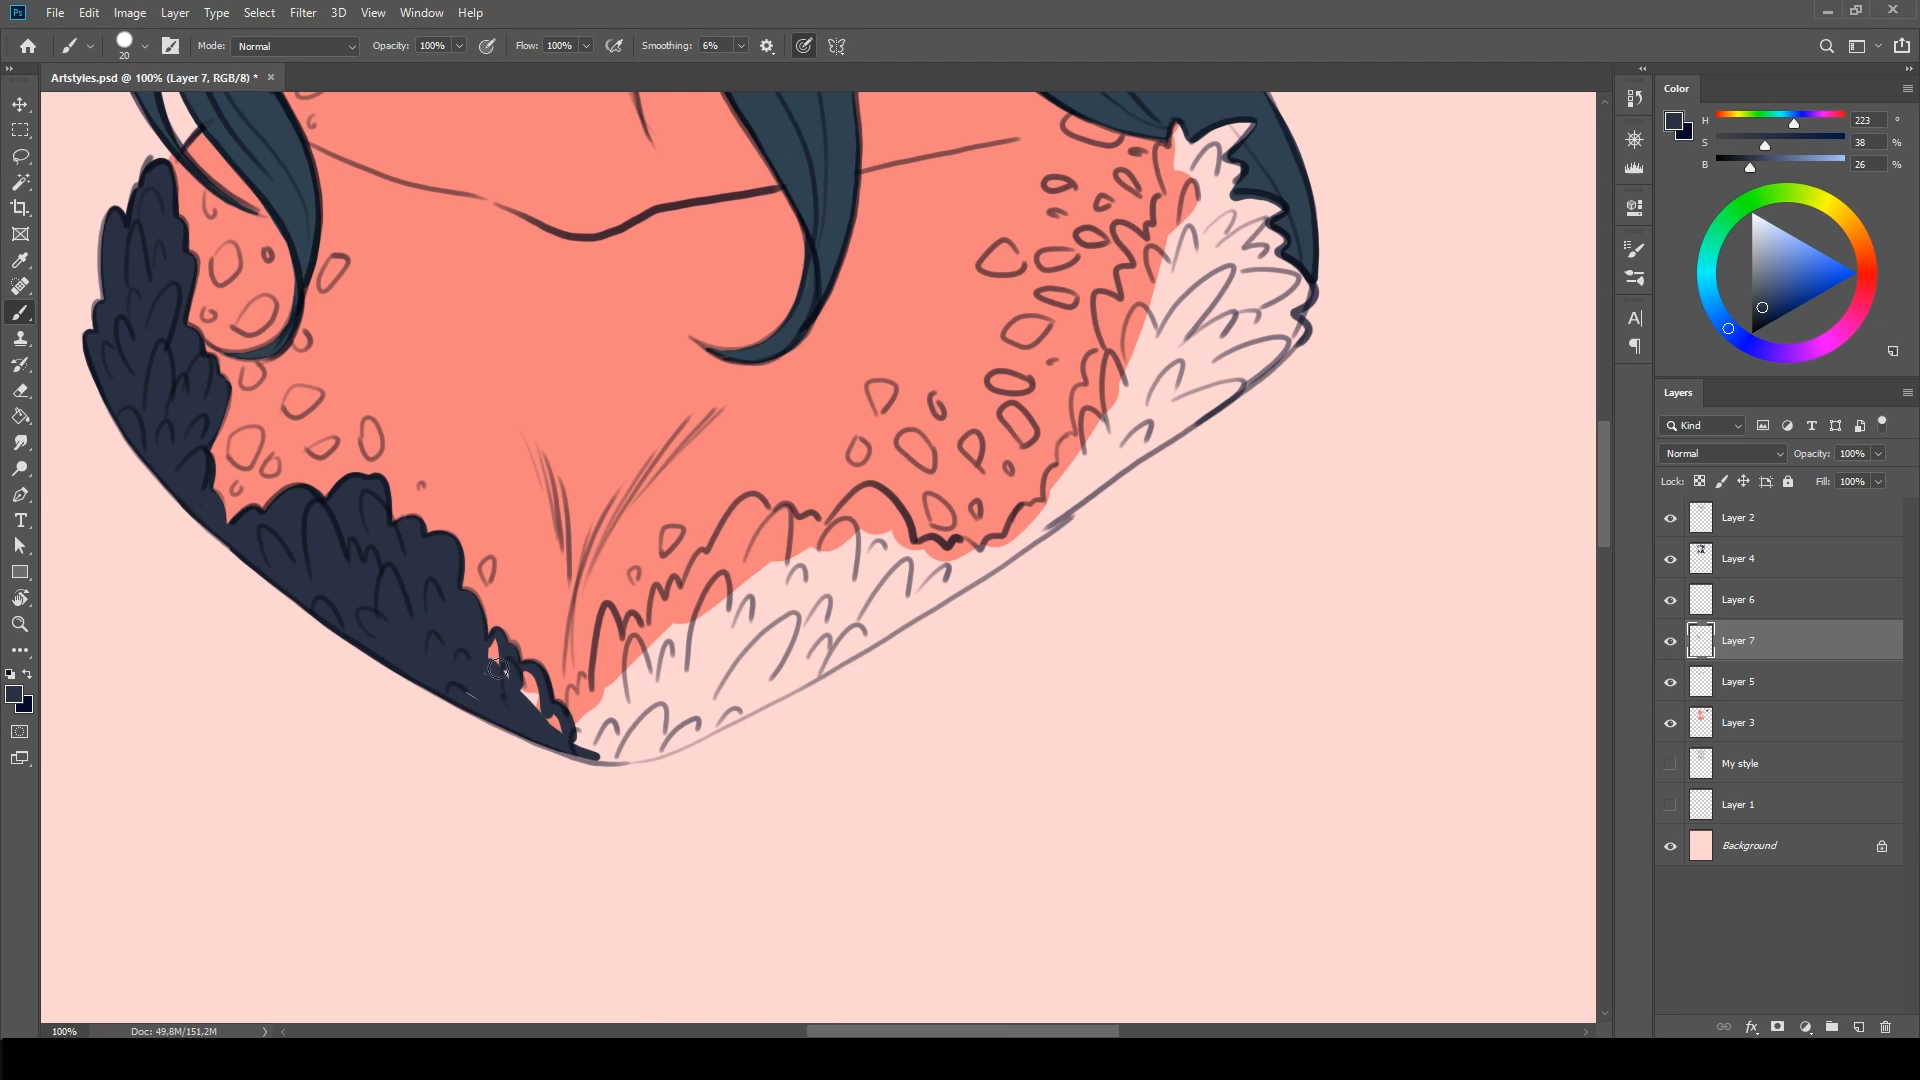 Ps File Edit Image Layer Type Select Filter 3D View Window Help
20 Mode: Normal Opacity: 100% Flow: 100% Smoothing: 6%
Artstyles.psd @ 100% (Layer 7, RGB/8) * ×
Color
H 223 °
S 38 %
B 26 %
Layers
Kind
Normal Opacity: 100%
Lock: Fill: 100%
Layer 2
Layer 4
Layer 6
Layer 7
Layer 5
Layer 3
My style
Layer 1
Background
fx
100% Doc: 49,8M/151,2M